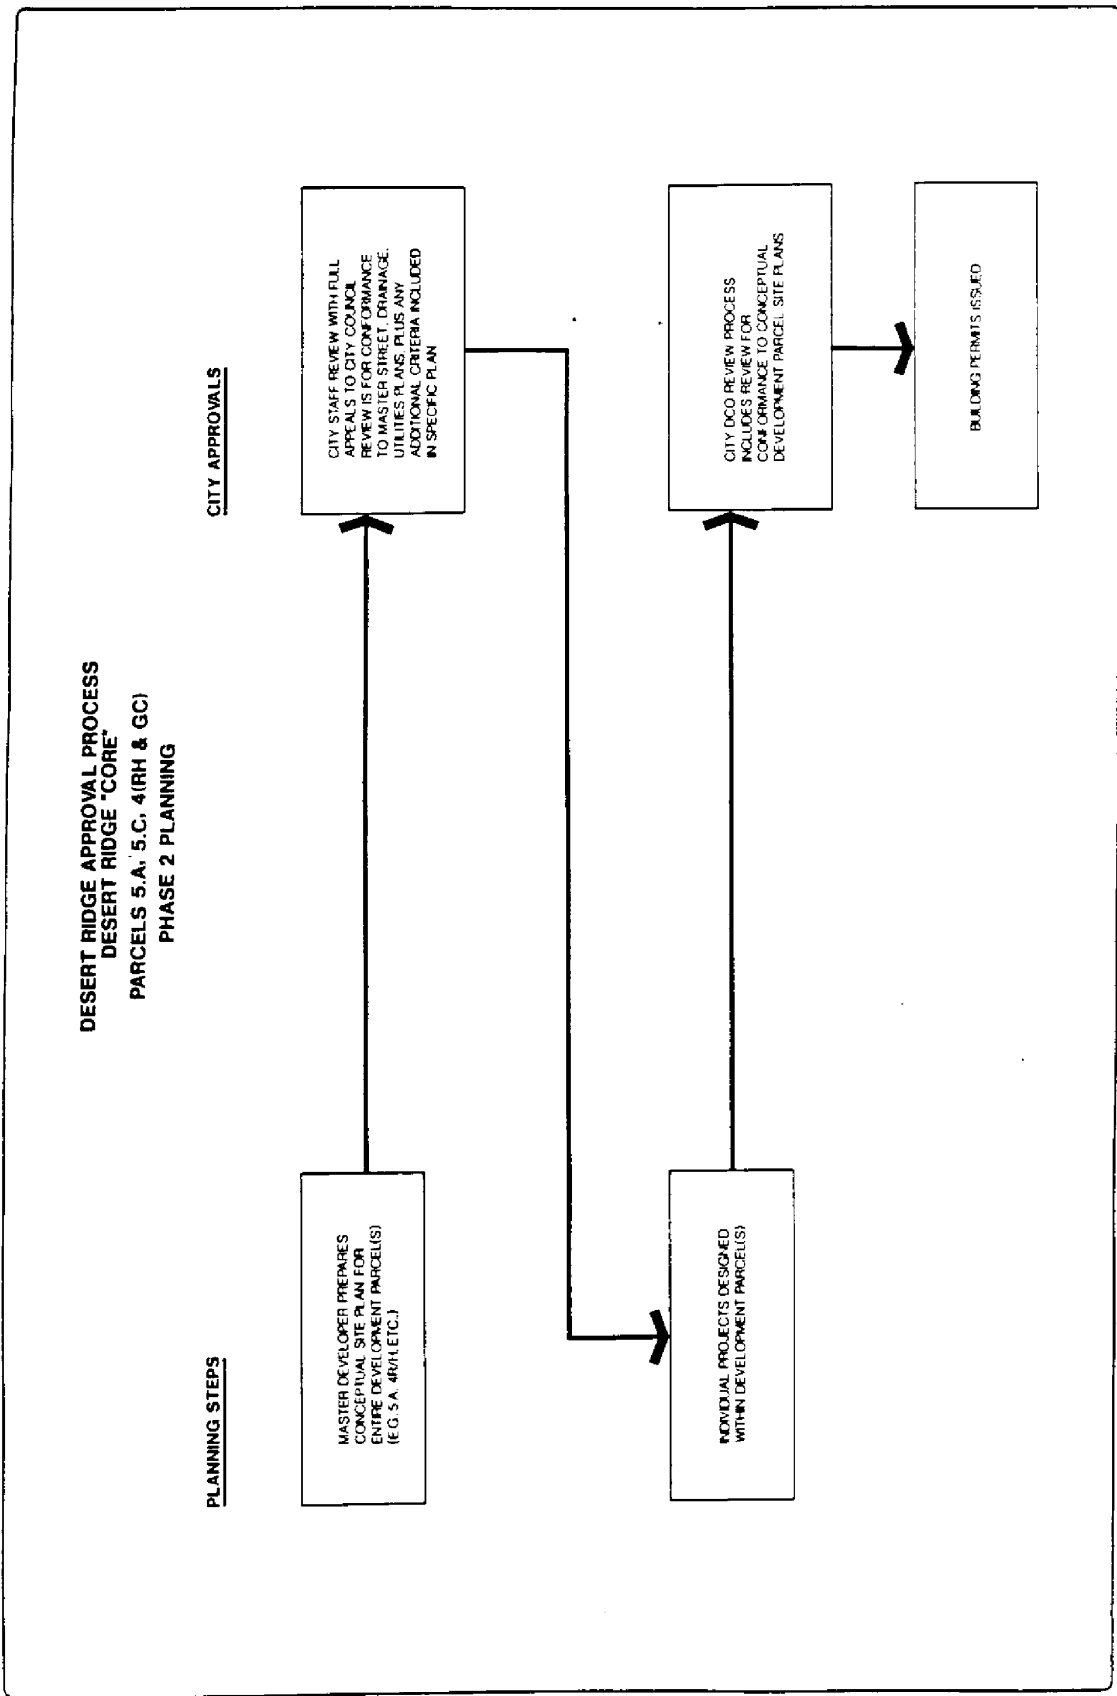 DESERT RIDGE APPROVAL PROCESS
DESERT RIDGE "CORE"
PARCELS 5.A, 5.C, 4(RH & GC)
PHASE 2 PLANNING
PLANNING STEPS
CITY APPROVALS
MASTER DEVELOPER PREPARES
CONCEPTUAL SITE PLAN FOR
ENTIRE DEVELOPMENT PARCEL(S)
(E.G. 5 A, 4R/H, ETC.)
CITY STAFF REVIEW WITH FULL
APPEALS TO CITY COUNCIL
REVIEW IS FOR CONFORMANCE
TO MASTER STREET, DRAINAGE,
UTILITIES PLANS, PLUS ANY
ADDITIONAL CRITERIA INCLUDED
IN SPECIFIC PLAN
INDIVIDUAL PROJECTS DESIGNED
WITHIN DEVELOPMENT PARCEL(S)
CITY DCO REVIEW PROCESS
INCLUDES REVIEW FOR
CONFORMANCE TO CONCEPTUAL
DEVELOPMENT PARCEL SITE PLANS
BUILDING PERMITS ISSUED